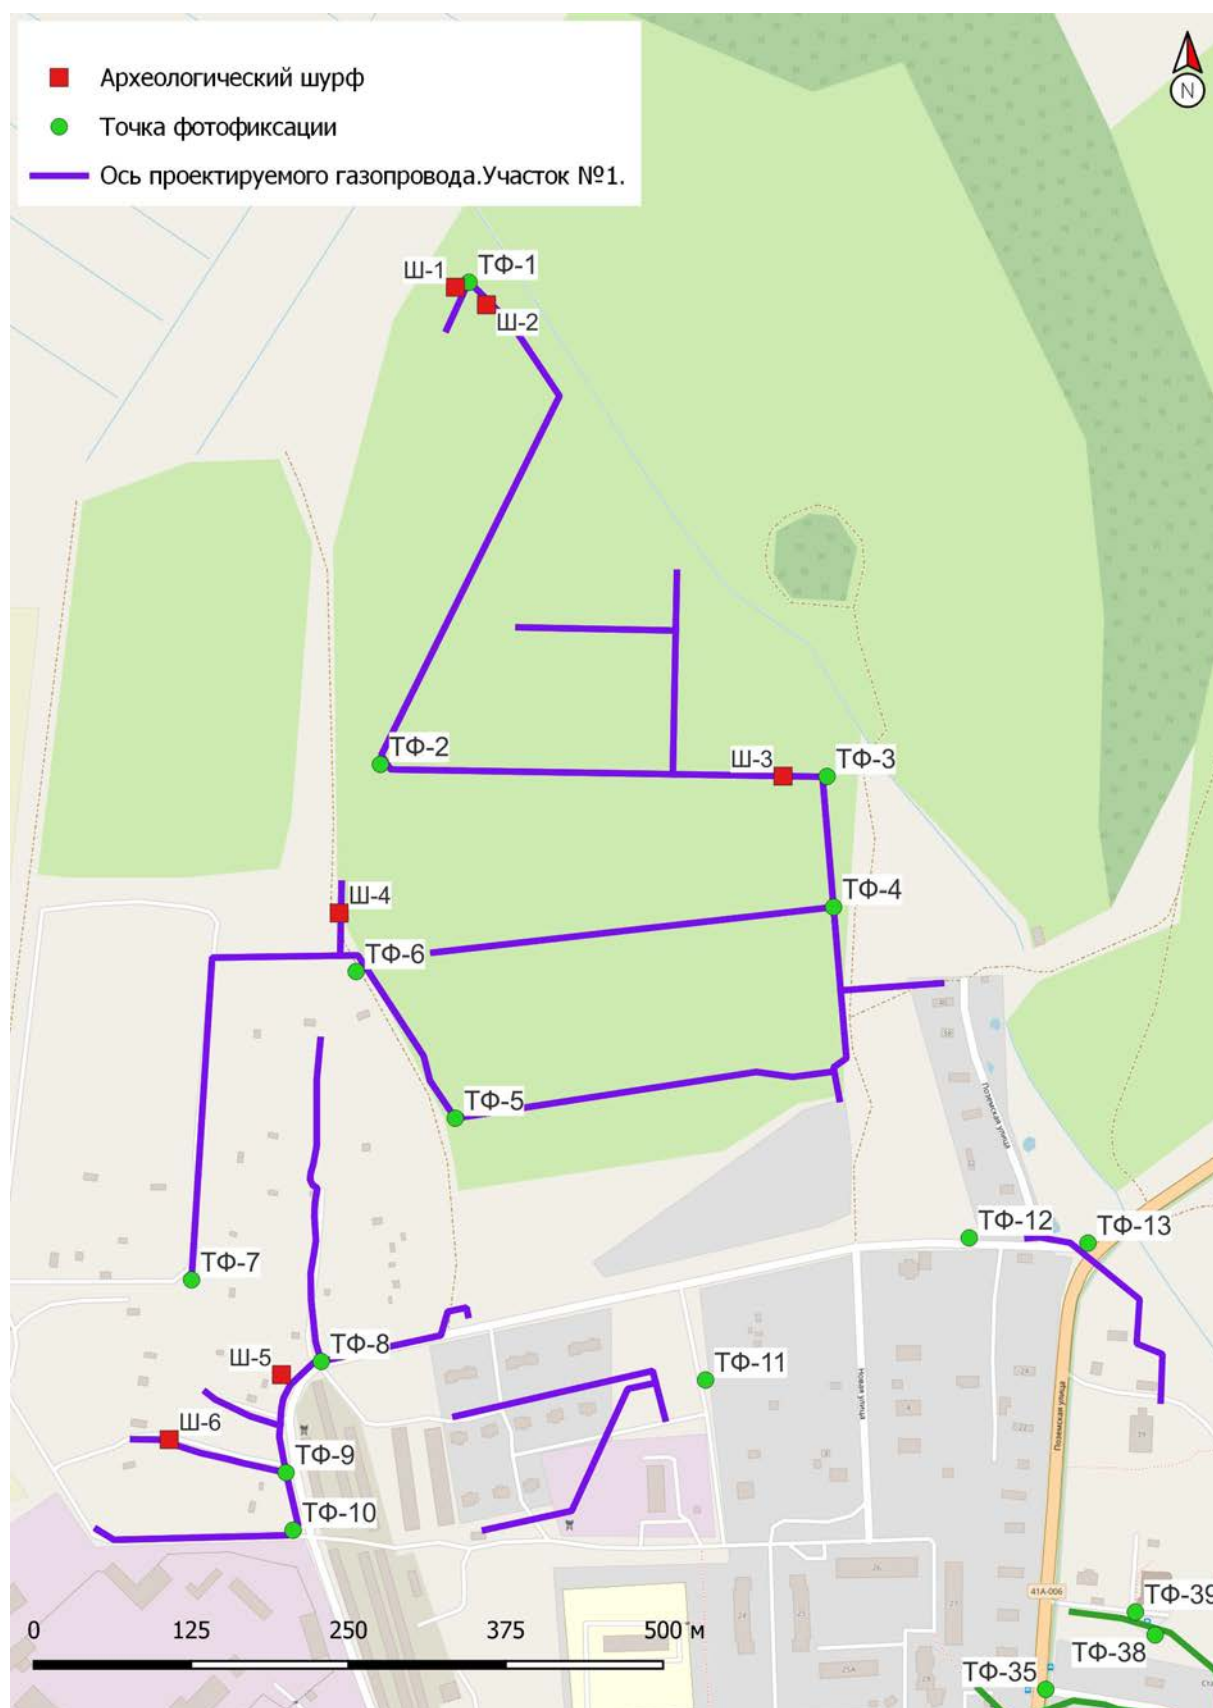 Археологический шурф
N
Точка фотофиксации
Ось проектируемого газопровода.Участок №1.
Ш-1
ТФ-1
Ш-2
ТФ-2
Ш-3
ТФ-3
Ш-4
ТФ-4
ТФ-6
ТФ-5
Поземская улица
ТФ-12
ТФ-13
ТФ-7
ТФ-8
Ш-5
ТФ-11
Новая улица
Поземская улица
Ш-6
ТФ-9
ТФ-10
41А-006
ТФ-39
ТФ-38
ТФ-35
0 125 250 375 500 м